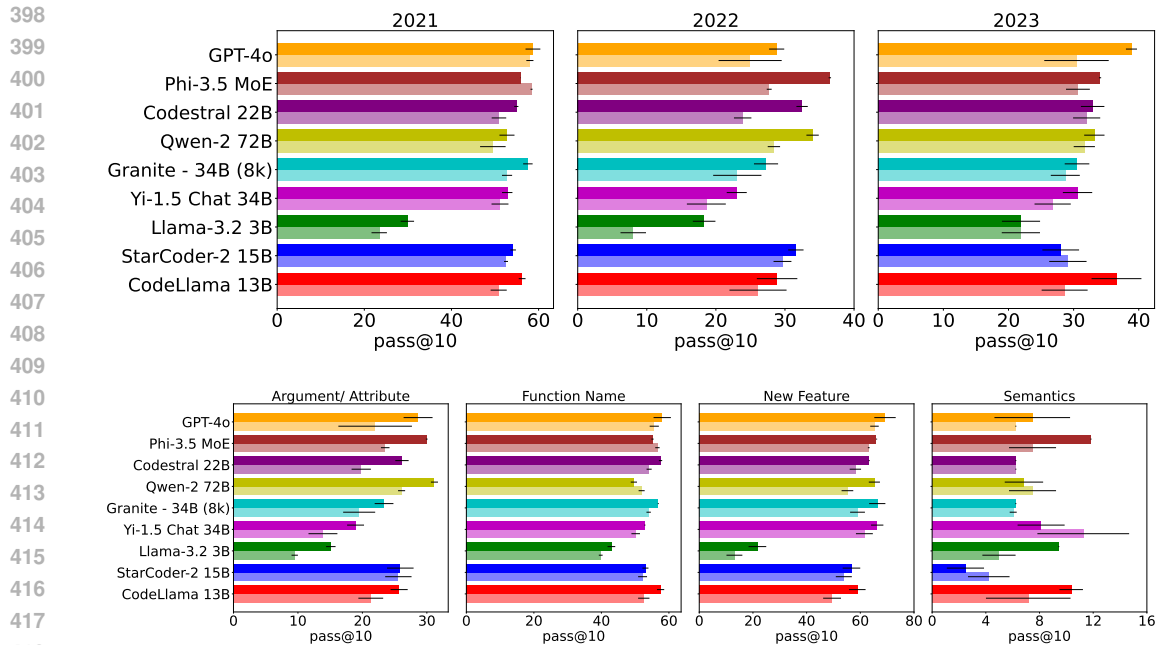 398
399
400
401
402
403
404
405
406
407
408
409
410
411
412
413
414
415
416
417
2021 2022 2023
GPT-4o
Phi-3.5 MoE
Codestral 22B
Qwen-2 72B
Granite - 34B (8k)
Yi-1.5 Chat 34B
Llama-3.2 3B
StarCoder-2 15B
CodeLlama 13B
0 20 40 60 0 10 20 30 40 0 10 20 30 40
pass@10 pass@10 pass@10
Argument/ Attribute Function Name New Feature Semantics
GPT-4o
Phi-3.5 MoE
Codestral 22B
Qwen-2 72B
Granite - 34B (8k)
Yi-1.5 Chat 34B
Llama-3.2 3B
StarCoder-2 15B
CodeLlama 13B
0 10 20 30 0 20 40 60 0 20 40 60 80 0 4 8 12 16
pass@10 pass@10 pass@10 pass@10